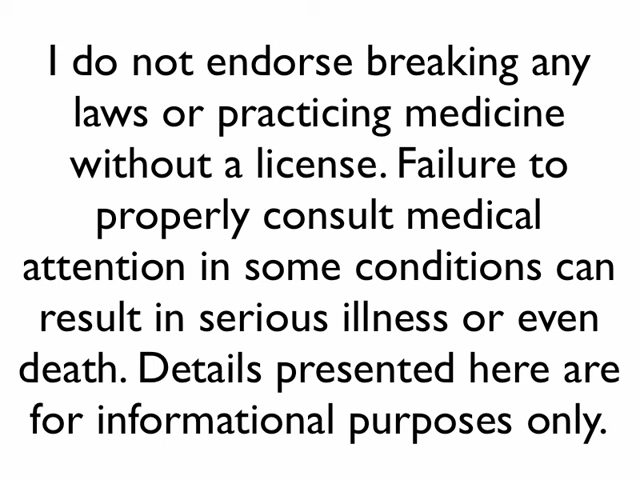 I do not endorse breaking any
laws or practicing medicine
without a license. Failure to
properly consult medical
attention in some conditions can
result in serious illness or even
death. Details presented here are
for informational purposes only.